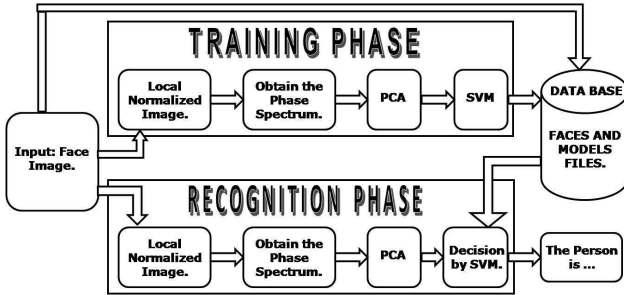 TRAINING PHASE
Local
Normalized
Image.
Obtain the
Phase
Spectrum.
PCA
SVM
DATA BASE
FACES AND
MODELS
FILES.
Input: Face
Image.
RECOGNITION PHASE
Local
Normalized
Image.
Obtain the
Phase
Spectrum.
PCA
Decision
by SVM.
The Person
is ...